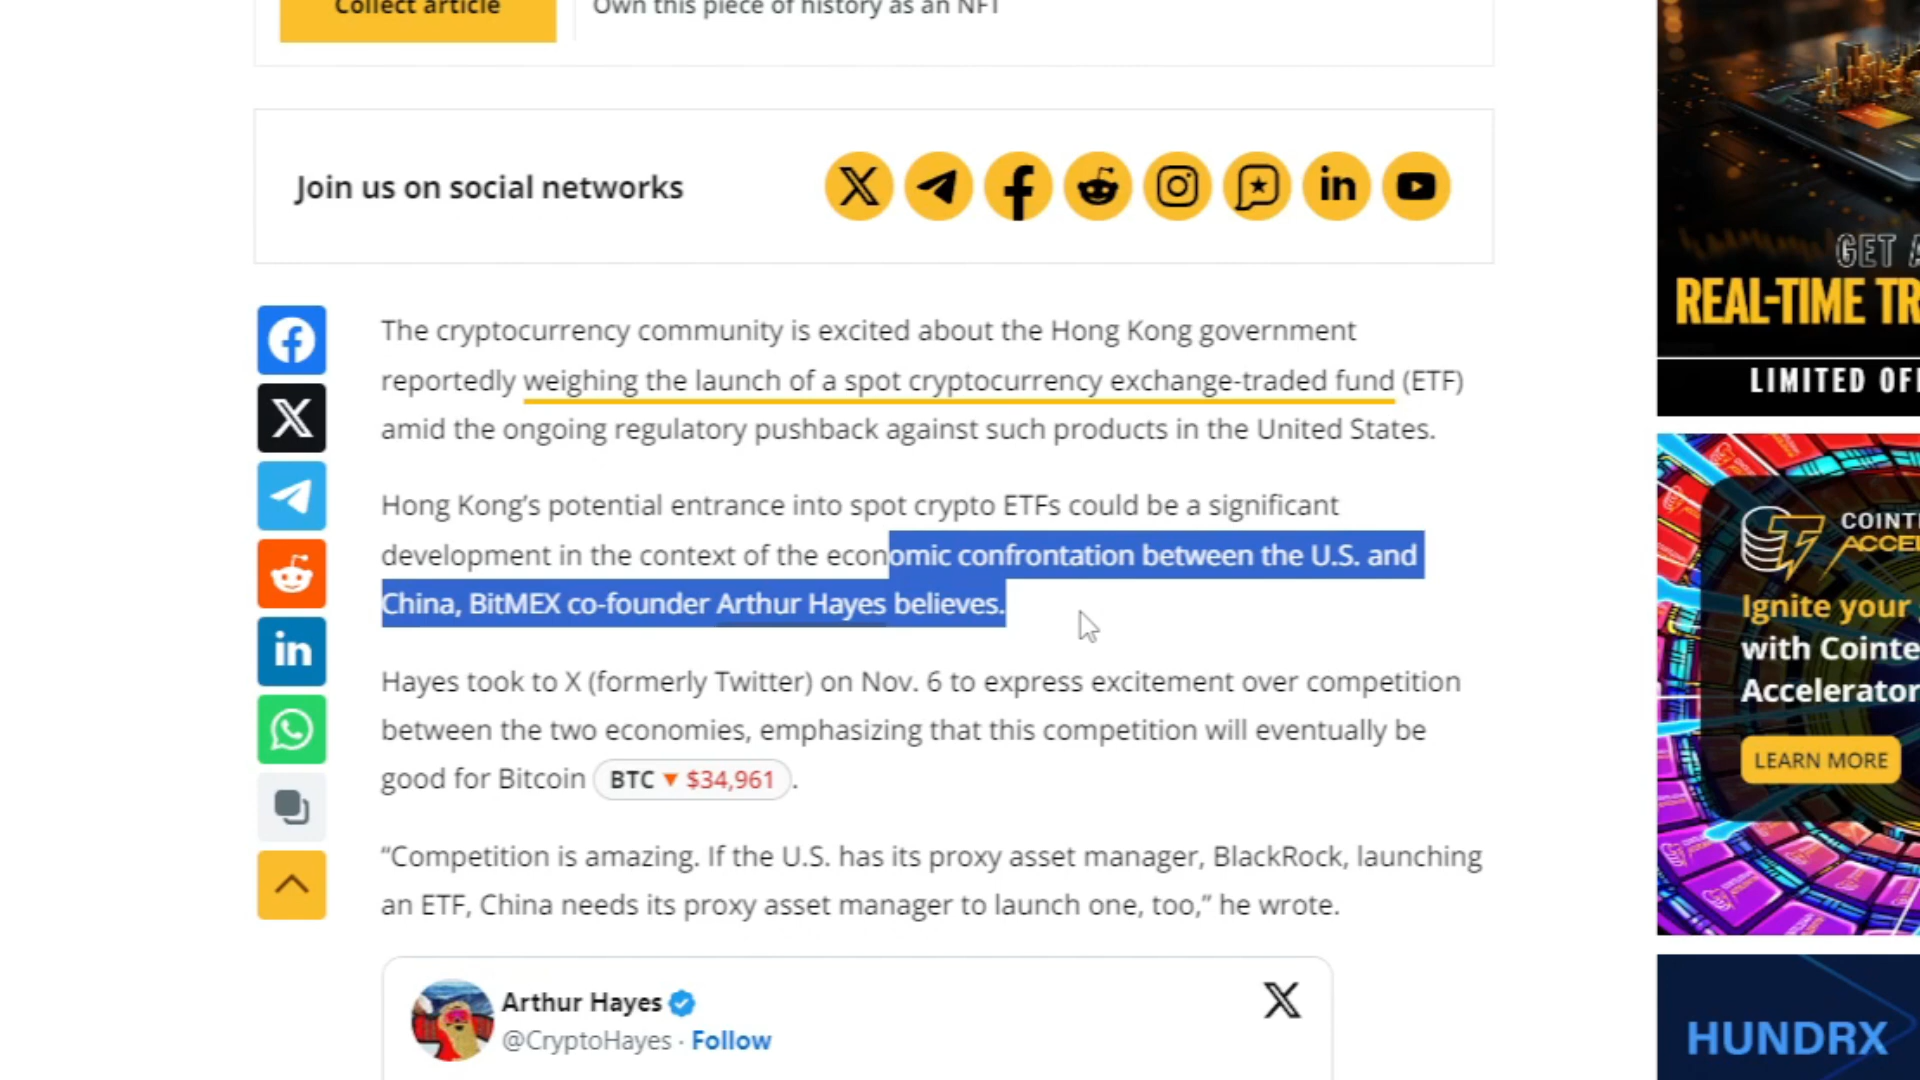 Collect article
Own this piece of history as an NFT
Join us on social networks
The cryptocurrency community is excited about the Hong Kong government
reportedly weighing the launch of a spot cryptocurrency exchange-traded fund (ETF)
amid the ongoing regulatory pushback against such products in the United States.
Hong Kong’s potential entrance into spot crypto ETFs could be a significant
development in the context of the economic confrontation between the U.S. and
China, BitMEX co-founder Arthur Hayes believes.
Hayes took to X (formerly Twitter) on Nov. 6 to express excitement over competition
between the two economies, emphasizing that this competition will eventually be
good for Bitcoin BTC ▼ $34,961 .
“Competition is amazing. If the U.S. has its proxy asset manager, BlackRock, launching
an ETF, China needs its proxy asset manager to launch one, too,” he wrote.
Arthur Hayes
@CryptoHayes · Follow
GET
REAL-TIME TR
LIMITED OF
COINT
ACCEL
Ignite your
with Cointe
Accelerator
LEARN MORE
HUNDRX